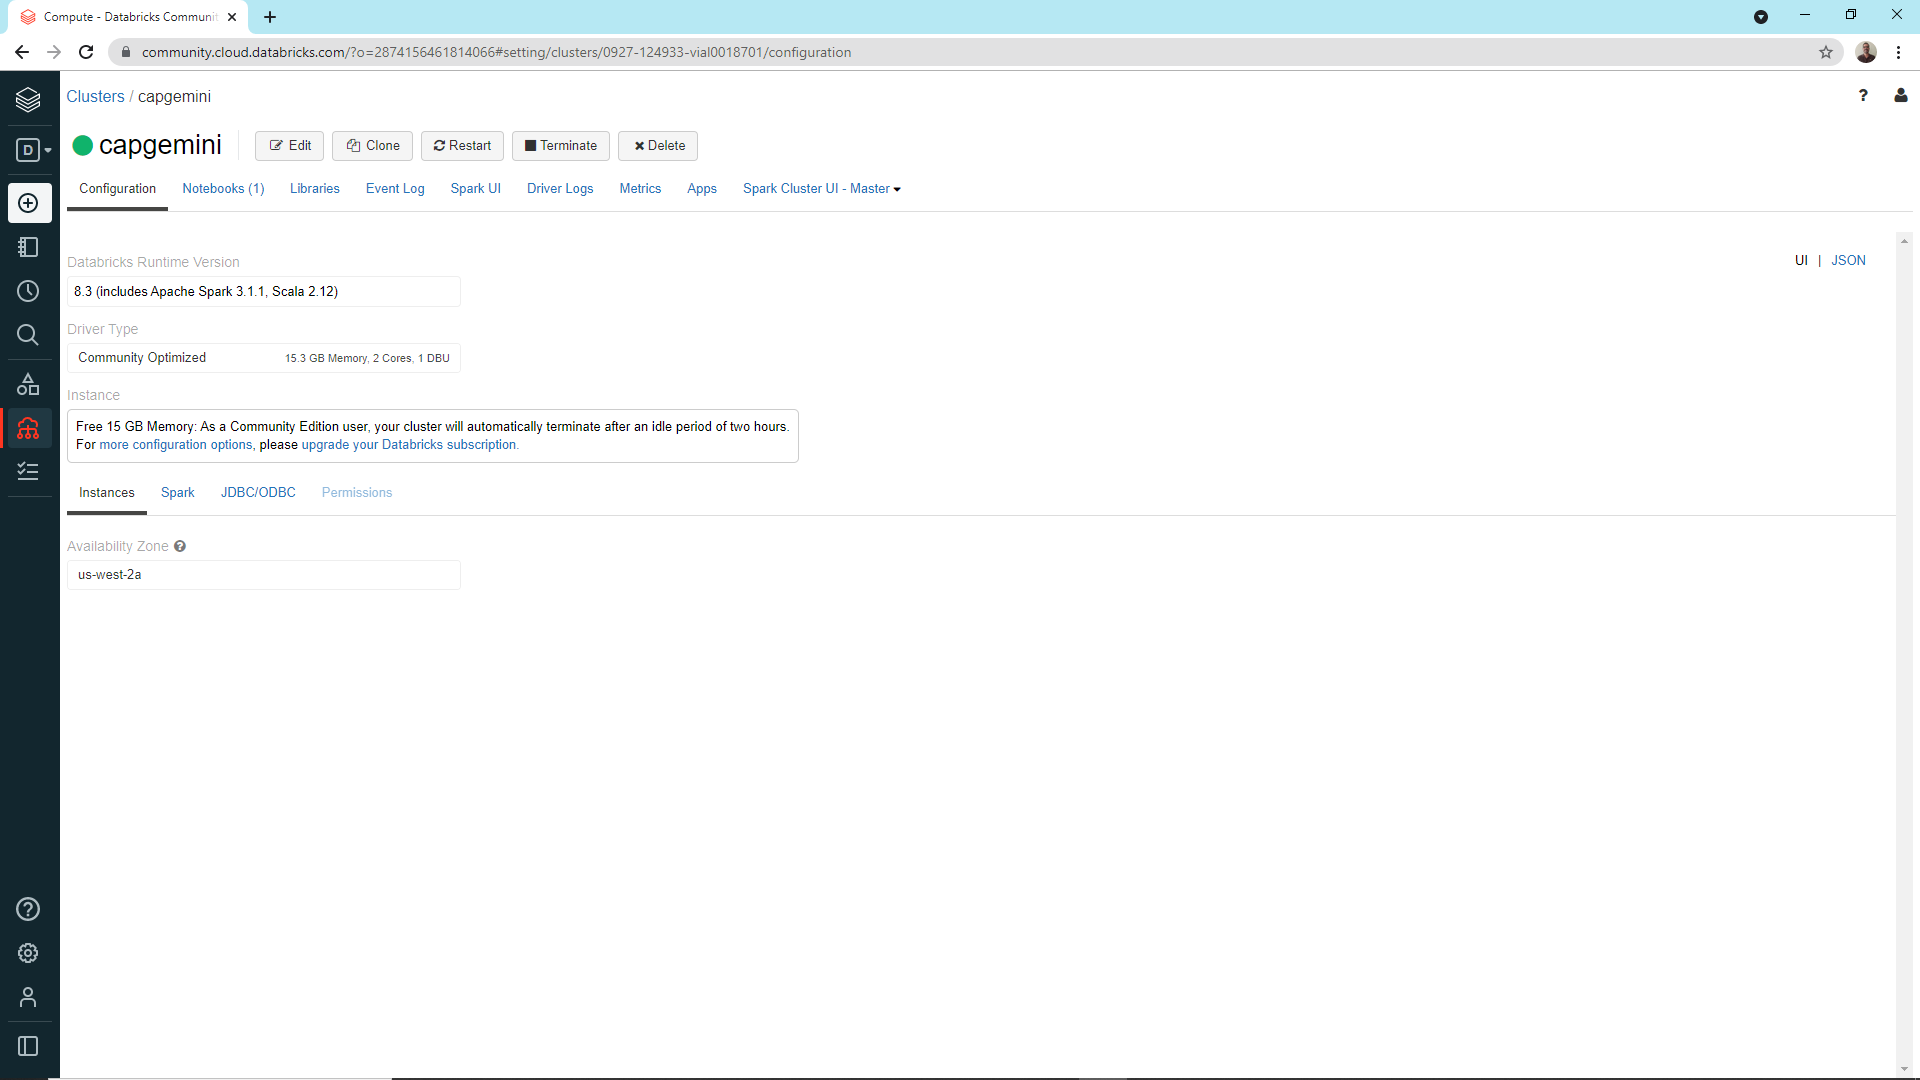 Compute - Databricks Communit
community.cloud.databricks.com/?o=2874156461814066#setting/clusters/0927-124933-vial0018701/configuration
Clusters / capgemini
?
D
capgemini
Edit
Clone
Restart
Terminate
Delete
Configuration
Notebooks (1)
Libraries
Event Log
Spark UI
Driver Logs
Metrics
Apps
Spark Cluster UI - Master
Databricks Runtime Version
UI | JSON
8.3 (includes Apache Spark 3.1.1, Scala 2.12)
Driver Type
Community Optimized
15.3 GB Memory, 2 Cores, 1 DBU
Instance
Free 15 GB Memory: As a Community Edition user, your cluster will automatically terminate after an idle period of two hours.
For more configuration options, please upgrade your Databricks subscription.
Instances
Spark
JDBC/ODBC
Permissions
Availability Zone ?
us-west-2a